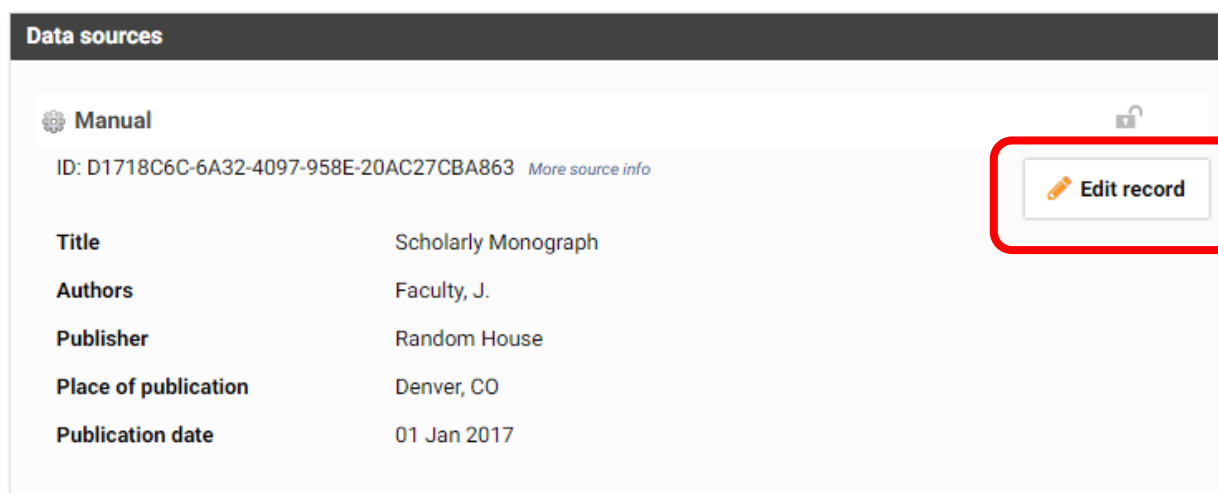 Data sources
Manual
ID: D1718C6C-6A32-4097-958E-20AC27CBA863 More source info
Edit record
Title Scholarly Monograph
Authors Faculty, J.
Publisher Random House
Place of publication Denver, CO
Publication date 01 Jan 2017